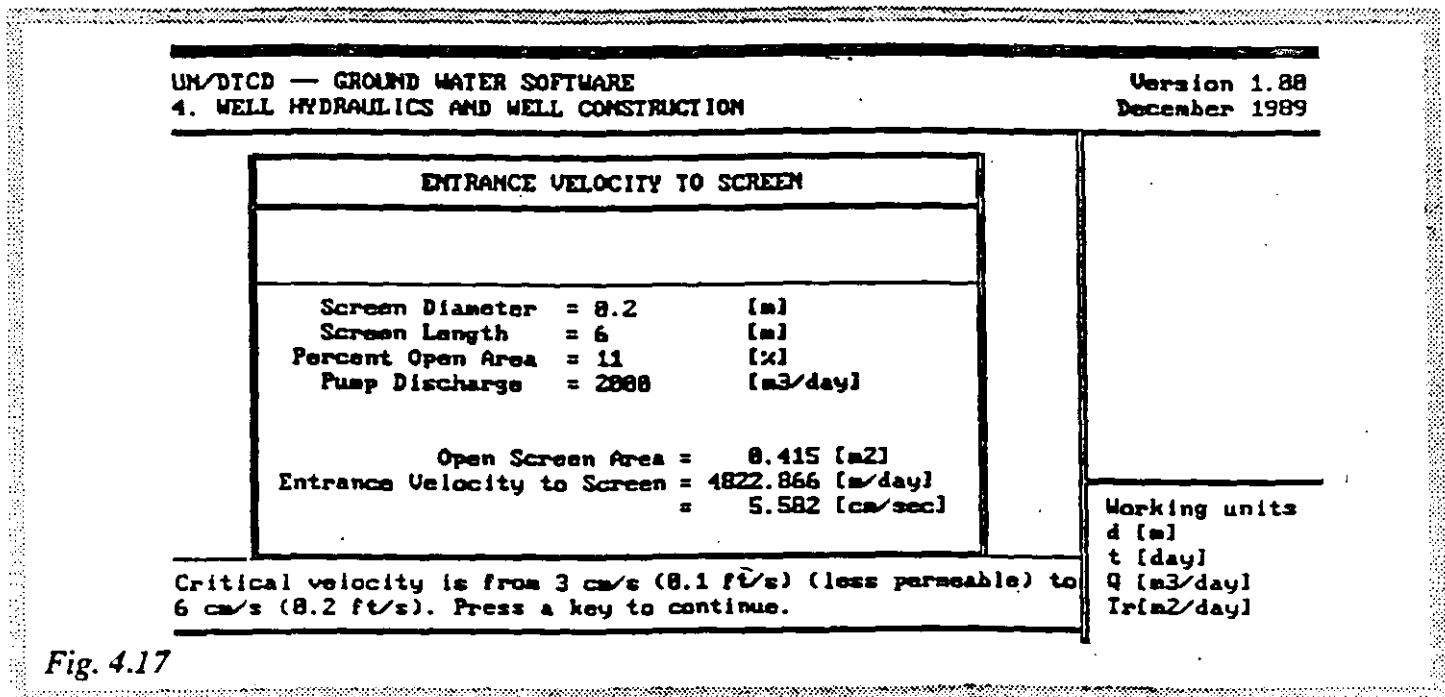 UN/DTCD — GROUND WATER SOFTWARE
Version 1.00
4. WELL HYDRAULICS AND WELL CONSTRUCTION
December 1989
ENTRANCE VELOCITY TO SCREEN
Screen Diameter = 0.2 [m]
Screen Length = 6 [m]
Percent Open Area = 11 [%]
Pump Discharge = 2000 [m3/day]
Open Screen Area = 0.415 [m2]
Entrance Velocity to Screen = 4822.866 [m/day]
= 5.582 [cm/sec]
Critical velocity is from 3 cm/s (0.1 ft/s) (less permeable) to
6 cm/s (0.2 ft/s). Press a key to continue.
Working units
d [m]
t [day]
Q [m3/day]
Tr[m2/day]
Fig. 4.17